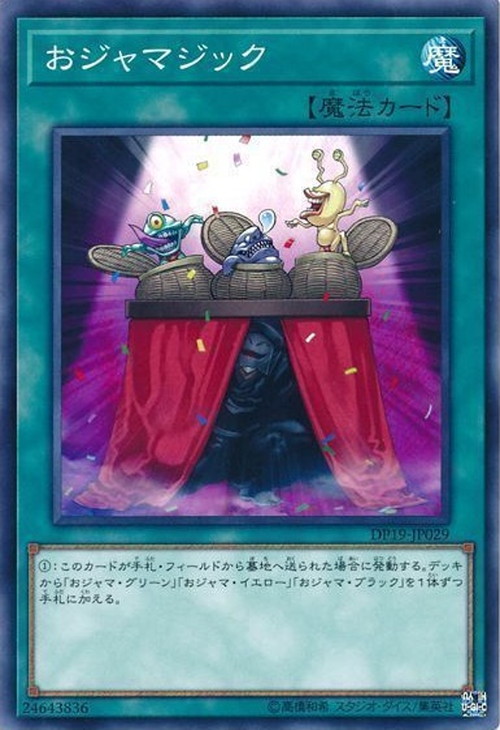 おジャマジック
魔
【魔法カード】
DP19-JP029
①：このカードが手札・フィールドから墓地へ送られた場合に発動する。デッキ
から「おジャマ・グリーン」「おジャマ・イエロー」「おジャマ・ブラック」を１体ずつ
手札に加える。
24643836
©高橋和希 スタジオ・ダイス/集英社